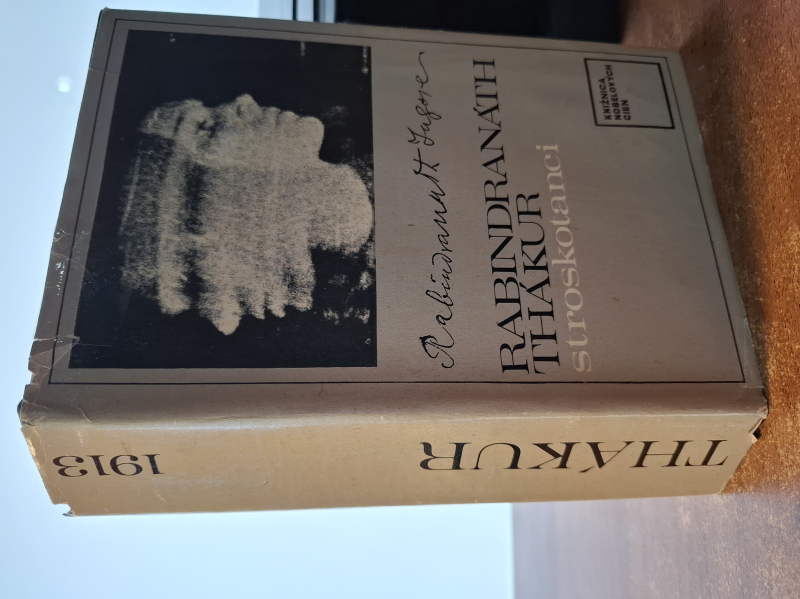 Rabindranath Tagore
RABINDRANÁTH
THÁKUR
stroskotanci
KNIŽNICA
NOBELOVÝCH
CIEN
THÁKUR
1913